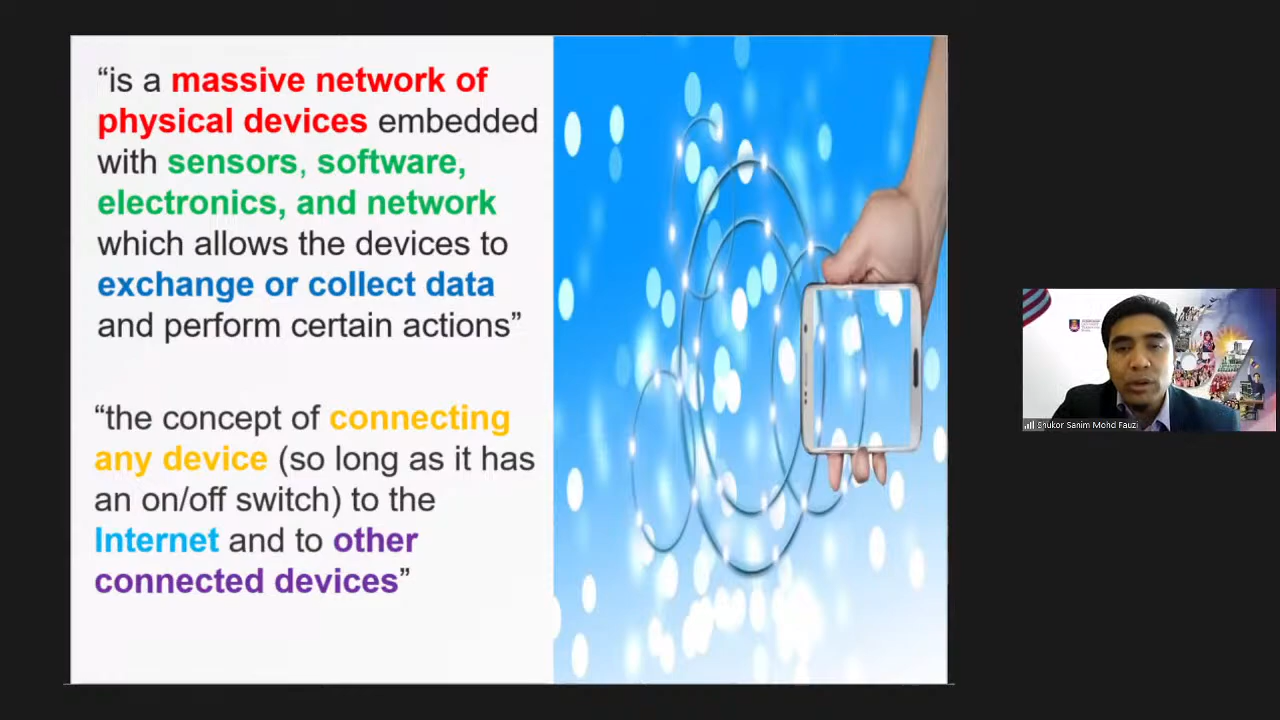 “is a massive network of
physical devices embedded
with sensors, software,
electronics, and network
which allows the devices to
exchange or collect data
and perform certain actions”
“the concept of connecting
any device (so long as it has
an on/off switch) to the
Internet and to other
connected devices”
Shukor Sanim Mohd Fauzi